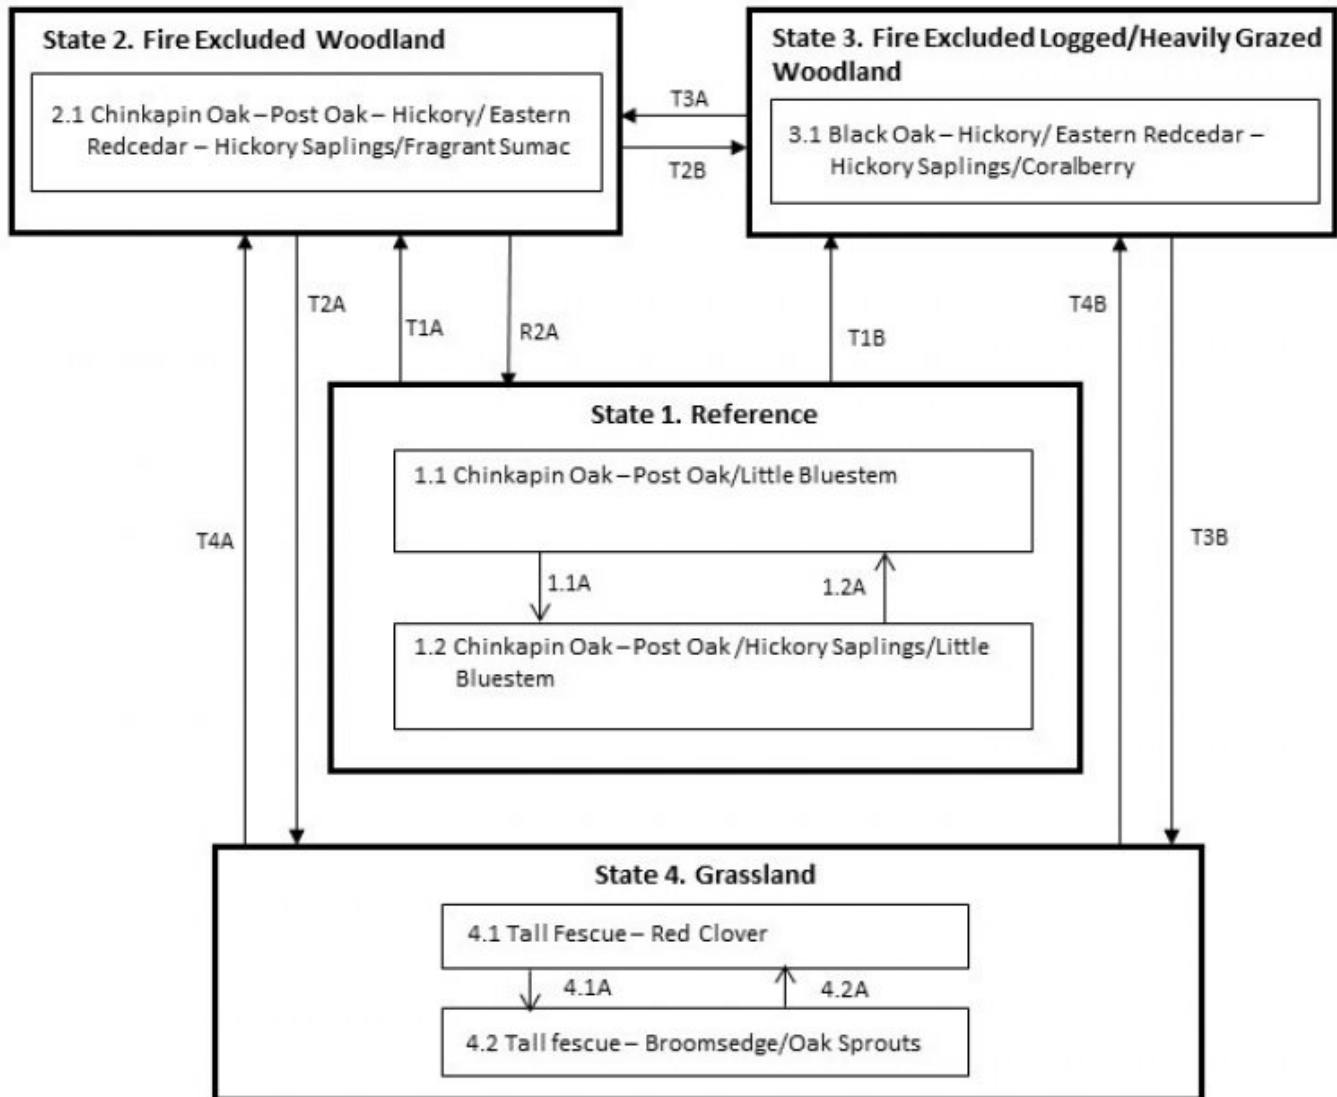 State 2. Fire Excluded Woodland
2.1 Chinkapin Oak – Post Oak – Hickory/ Eastern
Redcedar – Hickory Saplings/Fragrant Sumac
State 3. Fire Excluded Logged/Heavily Grazed
Woodland
3.1 Black Oak – Hickory/ Eastern Redcedar –
Hickory Saplings/Coralberry
T3A
T2B
T2A
T1A
R2A
T1B
T4B
State 1. Reference
1.1 Chinkapin Oak – Post Oak/Little Bluestem
T4A
T3B
1.1A
1.2A
1.2 Chinkapin Oak – Post Oak /Hickory Saplings/Little
Bluestem
State 4. Grassland
4.1 Tall Fescue – Red Clover
4.1A
4.2A
4.2 Tall fescue – Broomsedge/Oak Sprouts